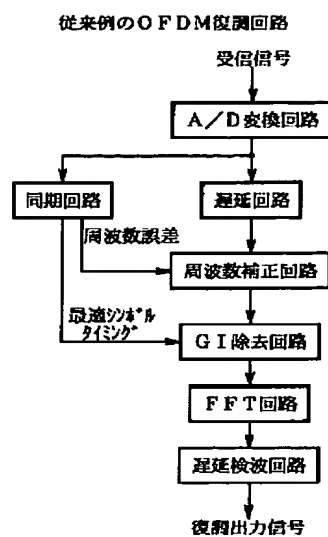 従来例のＯＦＤＭ復調回路
受信信号
Ａ／Ｄ変換回路
同期回路
遅延回路
周波数誤差
周波数補正回路
最適ｼﾝﾎﾞﾙ
ﾀｲﾐﾝｸﾞ
ＧＩ除去回路
ＦＦＴ回路
遅延検波回路
復調出力信号